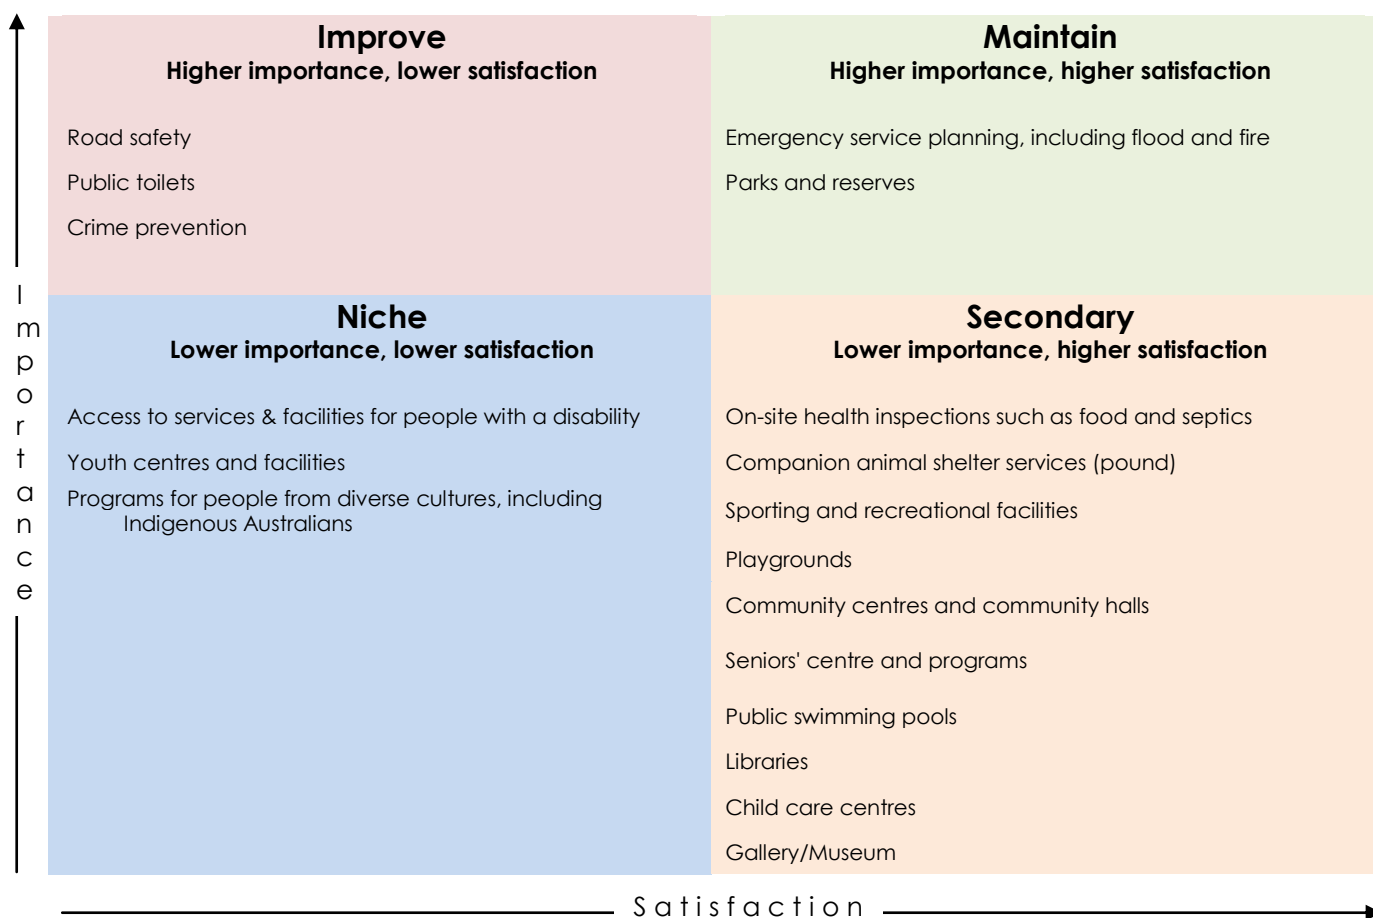 Improve
Higher importance, lower satisfaction
Road safety
Public toilets
Crime prevention
Maintain
Higher importance, higher satisfaction
Emergency service planning, including flood and fire
Parks and reserves
Importance
Niche
Lower importance, lower satisfaction
Access to services & facilities for people with a disability
Youth centres and facilities
Programs for people from diverse cultures, including
Indigenous Australians
Secondary
Lower importance, higher satisfaction
On-site health inspections such as food and septics
Companion animal shelter services (pound)
Sporting and recreational facilities
Playgrounds
Community centres and community halls
Seniors' centre and programs
Public swimming pools
Libraries
Child care centres
Gallery/Museum
Satisfaction